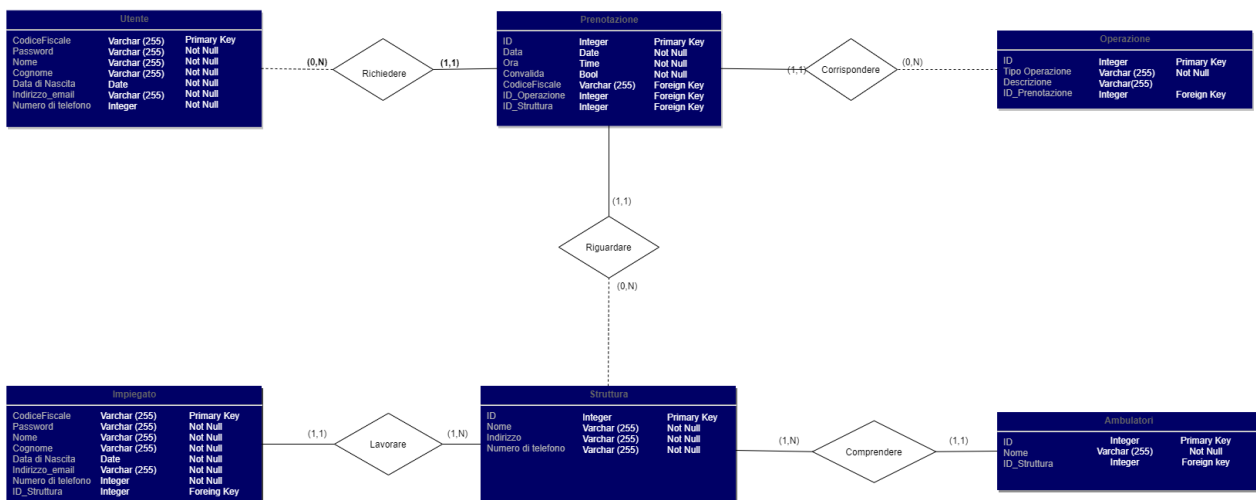 Utente
CodiceFiscale Varchar (255) Primary Key
Password Varchar (255) Not Null
Nome Varchar (255) Not Null
Cognome Varchar (255) Not Null
Data di Nascita Date Not Null
Indirizzo_email Varchar (255) Not Null
Numero di telefono Integer Not Null
(0,N)
Richiedere
(1,1)
Prenotazione
ID Integer Primary Key
Data Date Not Null
Ora Time Not Null
Convalida Bool Not Null
CodiceFiscale Varchar (255) Foreign Key
ID_Operazione Integer Foreign Key
ID_Struttura Integer Foreign Key
(1,1)
Corrispondere
(0,N)
Operazione
ID Integer Primary Key
Tipo Operazione Varchar (255) Not Null
Descrizione Varchar(255)
ID_Prenotazione Integer Foreign Key
(1,1)
Riguardare
(0,N)
Impiegato
CodiceFiscale Varchar (255) Primary Key
Password Varchar (255) Not Null
Nome Varchar (255) Not Null
Cognome Varchar (255) Not Null
Data di Nascita Date Not Null
Indirizzo_email Varchar (255) Not Null
Numero di telefono Integer Not Null
ID_Struttura Integer Foreing Key
(1,1)
Lavorare
(1,N)
Struttura
ID Integer Primary Key
Nome Varchar (255) Not Null
Indirizzo Varchar (255) Not Null
Numero di telefono Varchar (255) Not Null
(1,N)
Comprendere
(1,1)
Ambulatori
ID Integer Primary Key
Nome Varchar (255) Not Null
ID_Struttura Integer Foreign key